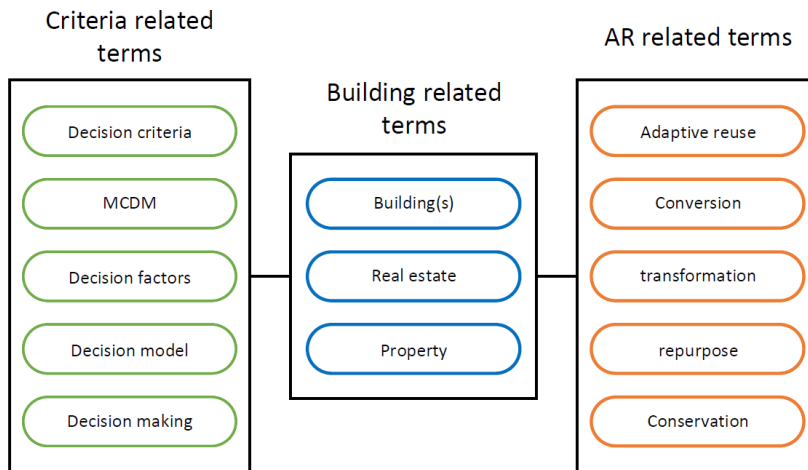 Criteria related
terms
Decision criteria
MCDM
Decision factors
Decision model
Decision making
Building related
terms
Building(s)
Real estate
Property
AR related terms
Adaptive reuse
Conversion
transformation
repurpose
Conservation